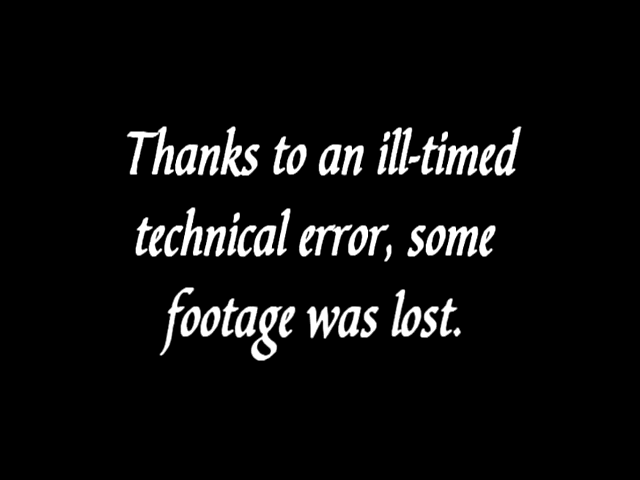 Thanks to an ill-timed
technical error, some
footage was lost.